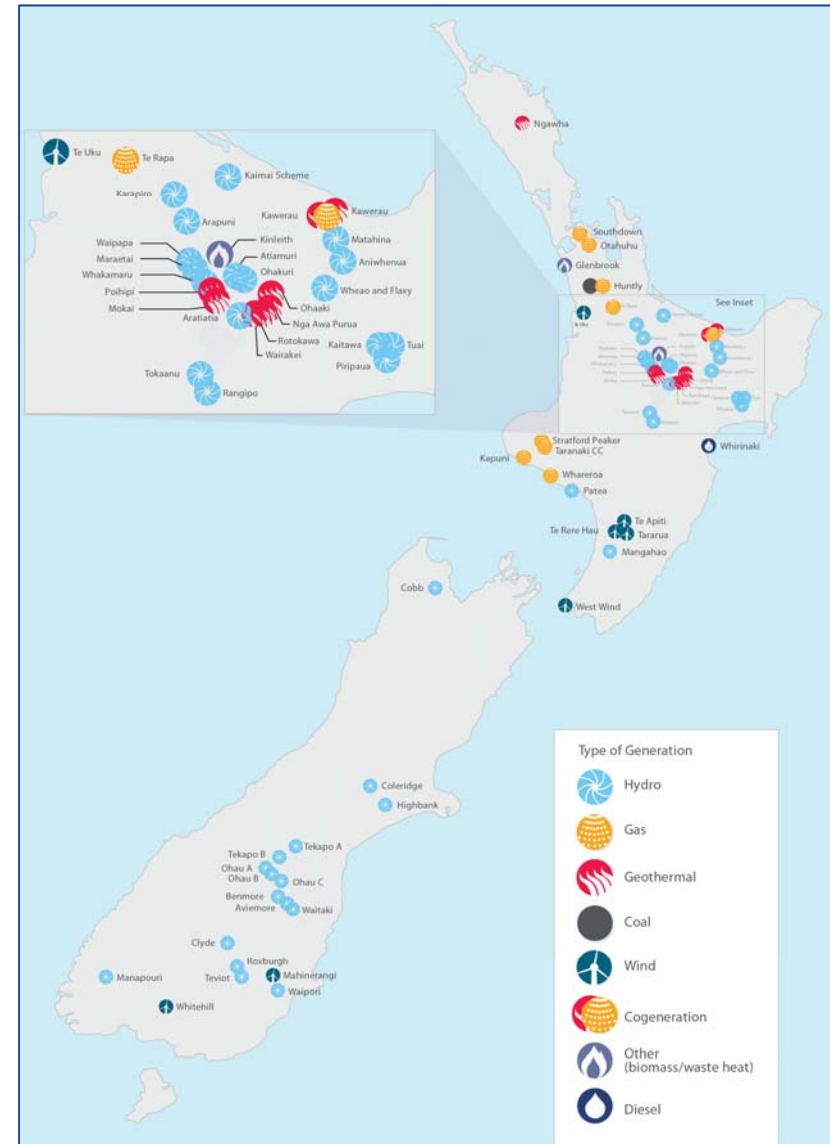 Ngawha
Te Uku
Te Rapa
Kaimai Scheme
Karapiro
Arapuni
Kawerau
Kawerau
Waipapa
Kinleith
Matahina
Maraetai
Atiamuri
Aniwhenua
Whakamaru
Ohakuri
Poihipi
Wheao and Flaxy
Mokai
Ohaaki
Aratiatia
Nga Awa Purua
Rotokawa
Kaitawa
Tuai
Wairakei
Piripaua
Tokaanu
Rangipo
Southdown
Otahuhu
Glenbrook
Huntly
See Inset
Te Uku
Stratford Peaker
Taranaki CC
Kapuni
Whirinaki
Whareroa
Patea
Te Apiti
Te Rere Hau
Tararua
Mangahao
Cobb
West Wind
Coleridge
Highbank
Tekapo A
Tekapo B
Ohau A
Ohau B
Ohau C
Benmore
Aviemore
Waitaki
Clyde
Roxburgh
Mahinerangi
Manapouri
Teviot
Waipori
Whitehill
Type of Generation
Hydro
Gas
Geothermal
Coal
Wind
Cogeneration
Other
(biomass/waste heat)
Diesel